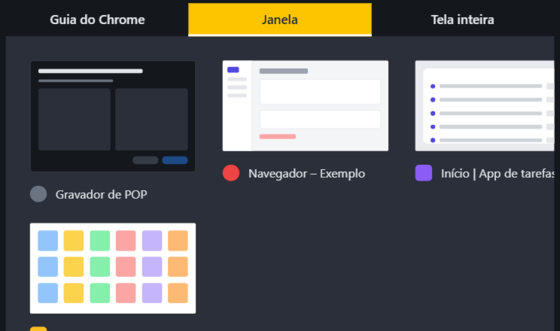 Guia do Chrome
Janela
Tela inteira
Gravador de POP
Navegador – Exemplo
Início | App de tarefas